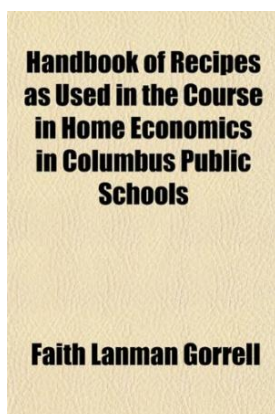 Handbook of Recipes
as Used in the Course
in Home Economics
in Columbus Public
Schools
Faith Lanman Gorrell